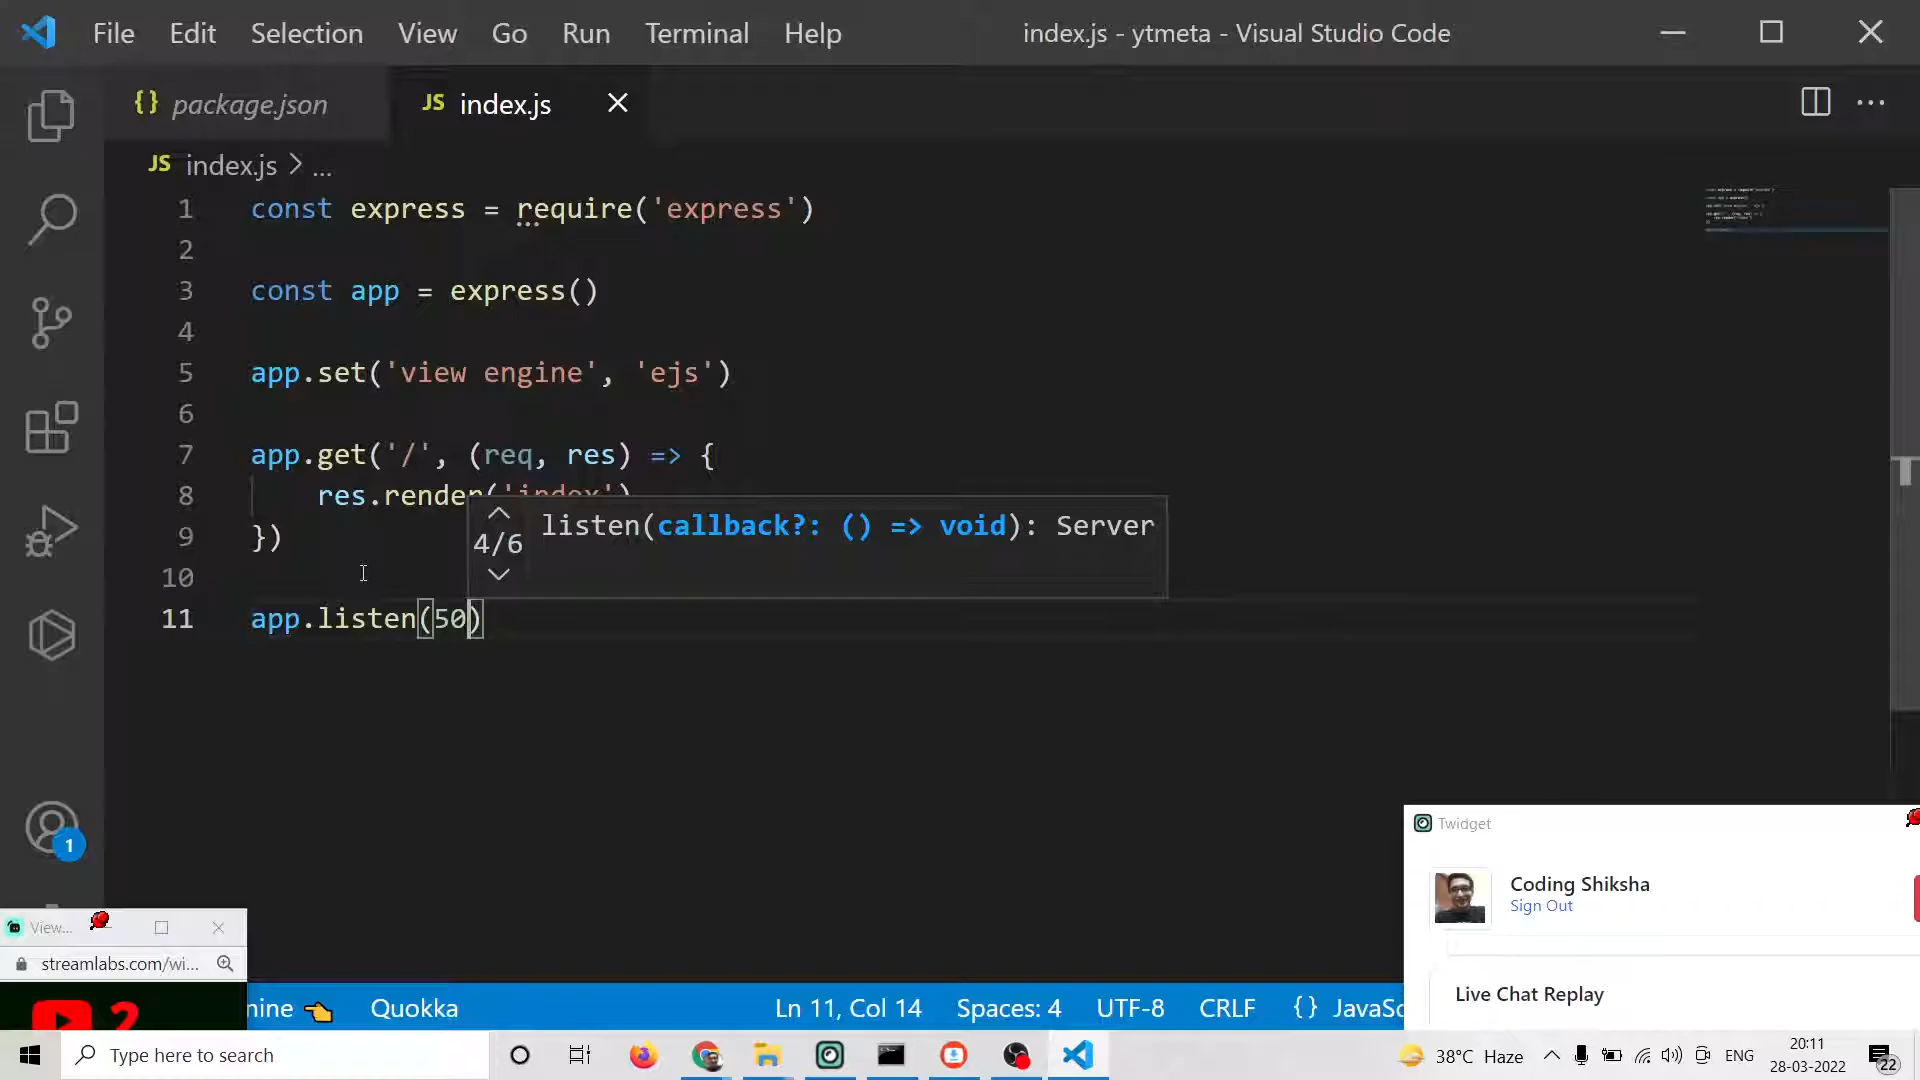 File Edit Selection View Go Run Terminal Help index.js - ytmeta - Visual Studio Code
{} package.json JS index.js
JS index.js > ...
1 const express = require('express')
2
3 const app = express()
4
5 app.set('view engine', 'ejs')
6
7 app.get('/', (req, res) => {
8 res.render('index')
9 })
10
11 app.listen(50)
4/6 listen(callback?: () => void): Server
1
Twidget
Coding Shiksha
Sign Out
Live Chat Replay
View...
streamlabs.com/wi...
2
Quokka Ln 11, Col 14 Spaces: 4 UTF-8 CRLF {}
Type here to search
38°C Haze ENG
20:11
28-03-2022
22